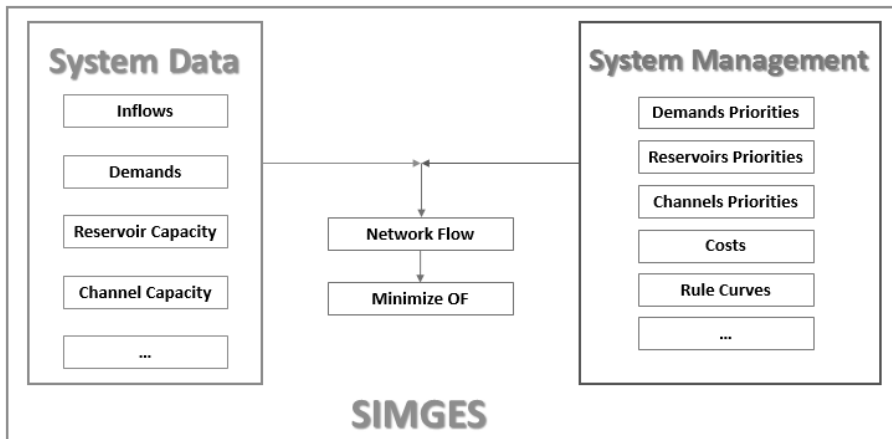 System Data
Inflows
Demands
Reservoir Capacity
Channel Capacity
...
Network Flow
Minimize OF
System Management
Demands Priorities
Reservoirs Priorities
Channels Priorities
Costs
Rule Curves
...
SIMGES